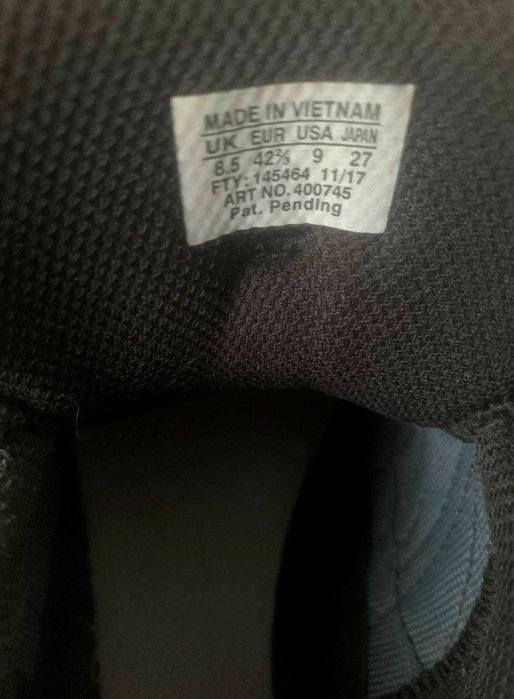 MADE IN VIETNAM
UK EUR USA JAPAN
8.5 42⅔ 9 27
FTY: 145464 11/17
ART NO. 400745
Pat. Pending